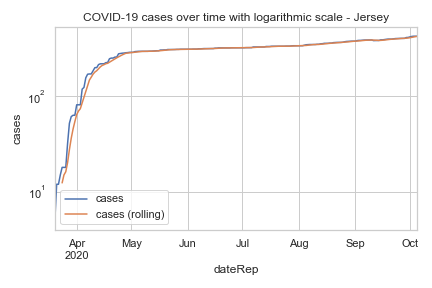 COVID-19 cases over time with logarithmic scale - Jersey
cases
10²
10¹
cases
cases (rolling)
Apr May Jun Jul Aug Sep Oct
2020
dateRep